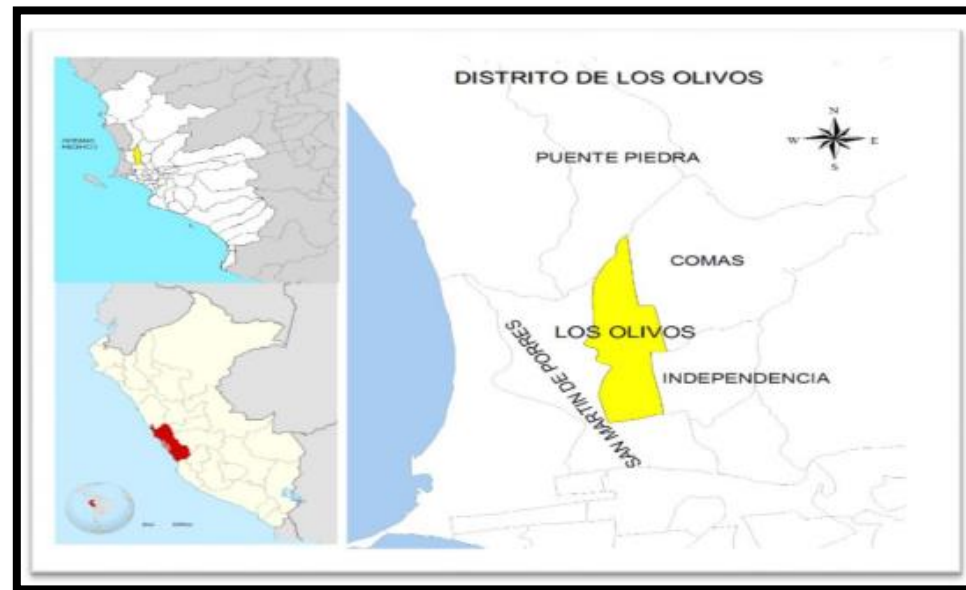 DISTRITO DE LOS OLIVOS
N
W E
S
PUENTE PIEDRA
COMAS
LOS OLIVOS
SAN MARTIN DE PORRES
INDEPENDENCIA